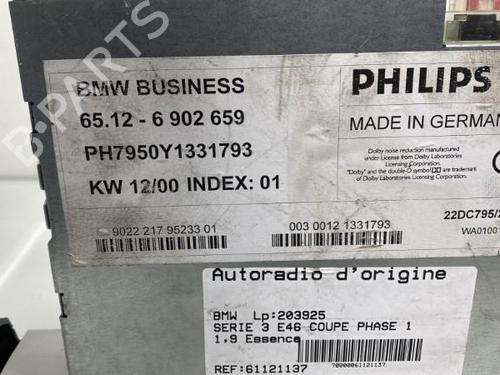 BMW BUSINESS
65.12 - 6 902 659
PH7950Y1331793
KW 12/00 INDEX: 01
PHILIPS
MADE IN GERMAN
Dolby noise reduction manufactured
under license from Dolby Laboratories
Licensing Corporation.
"Dolby" and the double-D symbol are
trademarks of Dolby Laboratories
Licensing Corporation.
22DC795/2
WA01001
9022 217 95233 01
003 0012 1331793
Autoradio d'origine
BMW Lp:203925
SERIE 3 E46 COUPE PHASE 1
1,9 Essence
REF:61121137